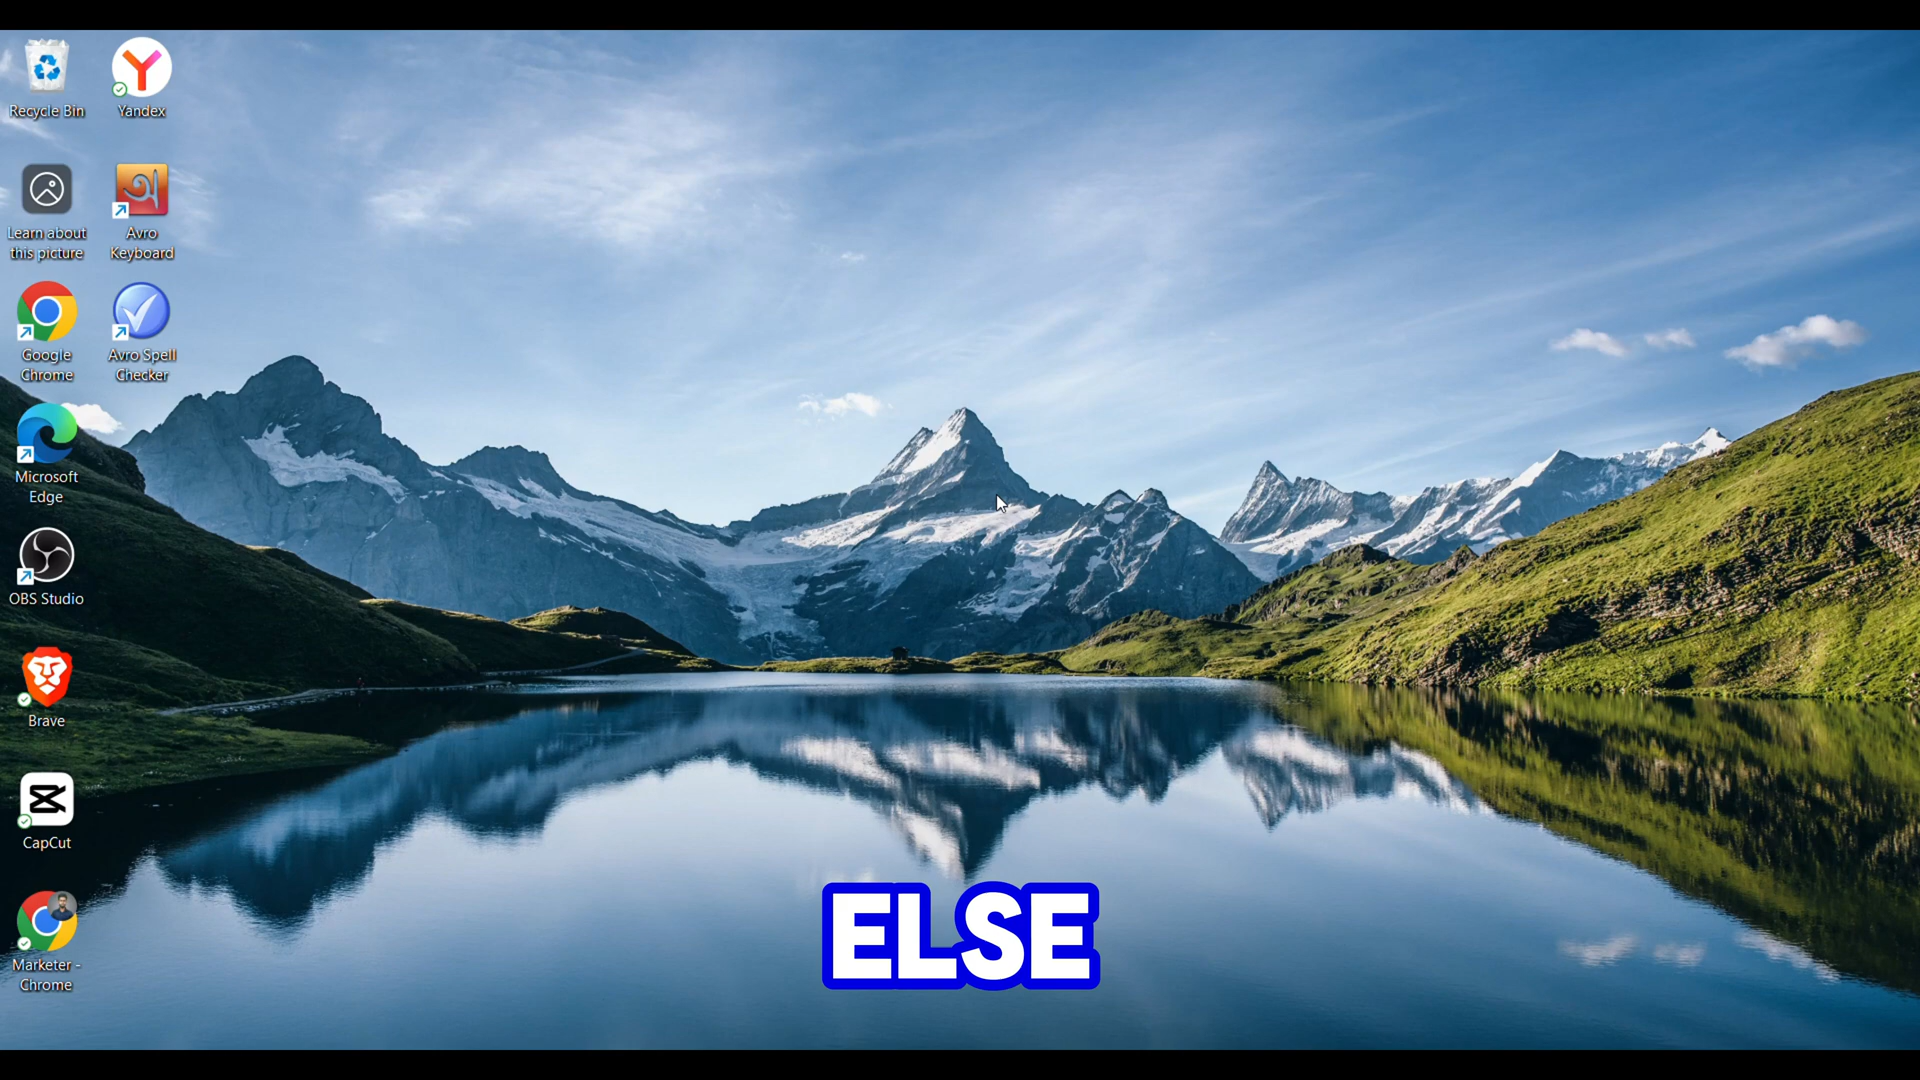 Recycle Bin
Yandex
Learn about
this picture
Avro
Keyboard
Google
Chrome
Avro Spell
Checker
Microsoft
Edge
OBS Studio
Brave
CapCut
Marketer -
Chrome
ELSE